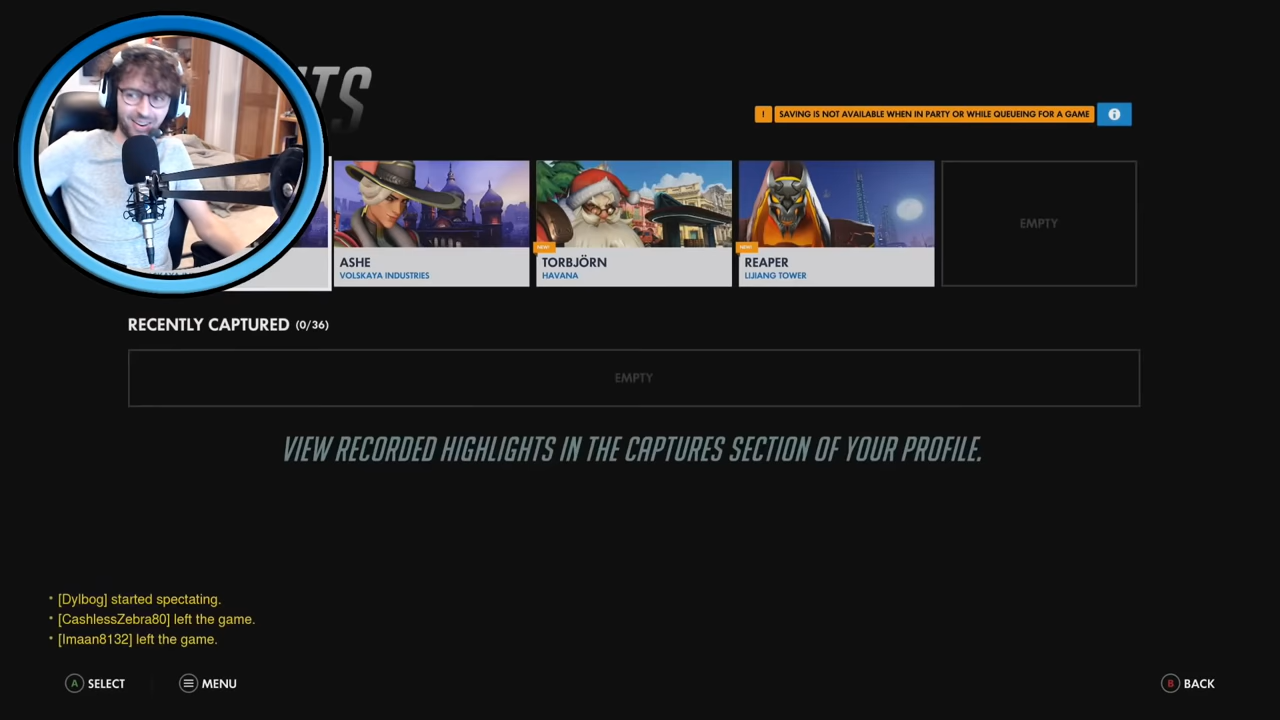 SAVING IS NOT AVAILABLE WHEN IN PARTY OR WHILE QUEUEING FOR A GAME
ASHE
VOLSKAYA INDUSTRIES
NEW!
TORBJÖRN
HAVANA
NEW!
REAPER
LIJIANG TOWER
EMPTY
RECENTLY CAPTURED (0/36)
EMPTY
VIEW RECORDED HIGHLIGHTS IN THE CAPTURES SECTION OF YOUR PROFILE.
• [Dylbog] started spectating.
• [CashlessZebra80] left the game.
• [Imaan8132] left the game.
A SELECT
MENU
B BACK